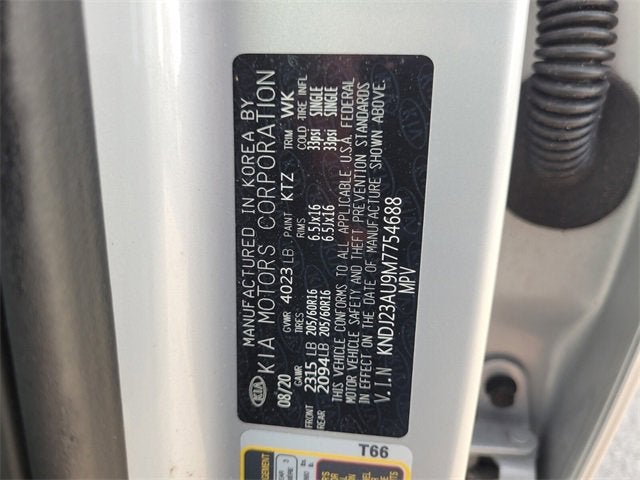 MANUFACTURED IN KOREA BY
KIA MOTORS CORPORATION
KIA
08/20 GVWR 4023 LB PAINT KTZ TRIM WK
GAWR TIRES RIMS COLD TIRE INFL
FRONT 2315 LB 205/60R16 6.5Jx16 33psi SINGLE
REAR 2094LB 205/60R16 6.5Jx16 33psi SINGLE
THIS VEHICLE CONFORMS TO ALL APPLICABLE U.S.A. FEDERAL
MOTOR VEHICLE SAFETY AND THEFT PREVENTION STANDARDS
IN EFFECT ON THE DATE OF MANUFACTURE SHOWN ABOVE.
V.I.N KNDJ23AU9M7754688
MPV
T66